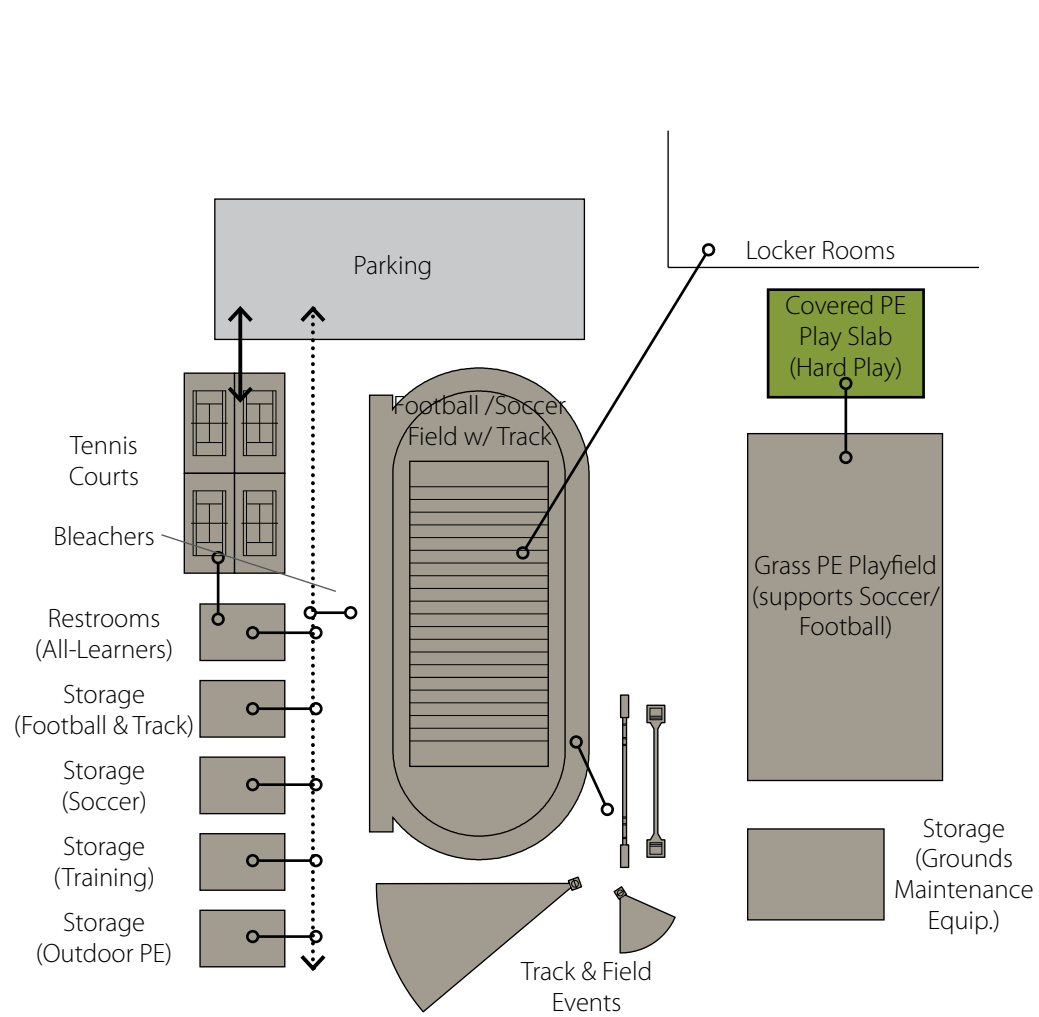 Locker Rooms
Parking
Covered PE
Play Slab
(Hard Play)
Football /Soccer
Field w/ Track
Tennis
Courts
Bleachers
Grass PE Playfield
(supports Soccer/
Football)
Restrooms
(All-Learners)
Storage
(Football & Track)
Storage
(Soccer)
Storage
(Training)
Storage
(Outdoor PE)
Storage
(Grounds
Maintenance
Equip.)
Track & Field
Events